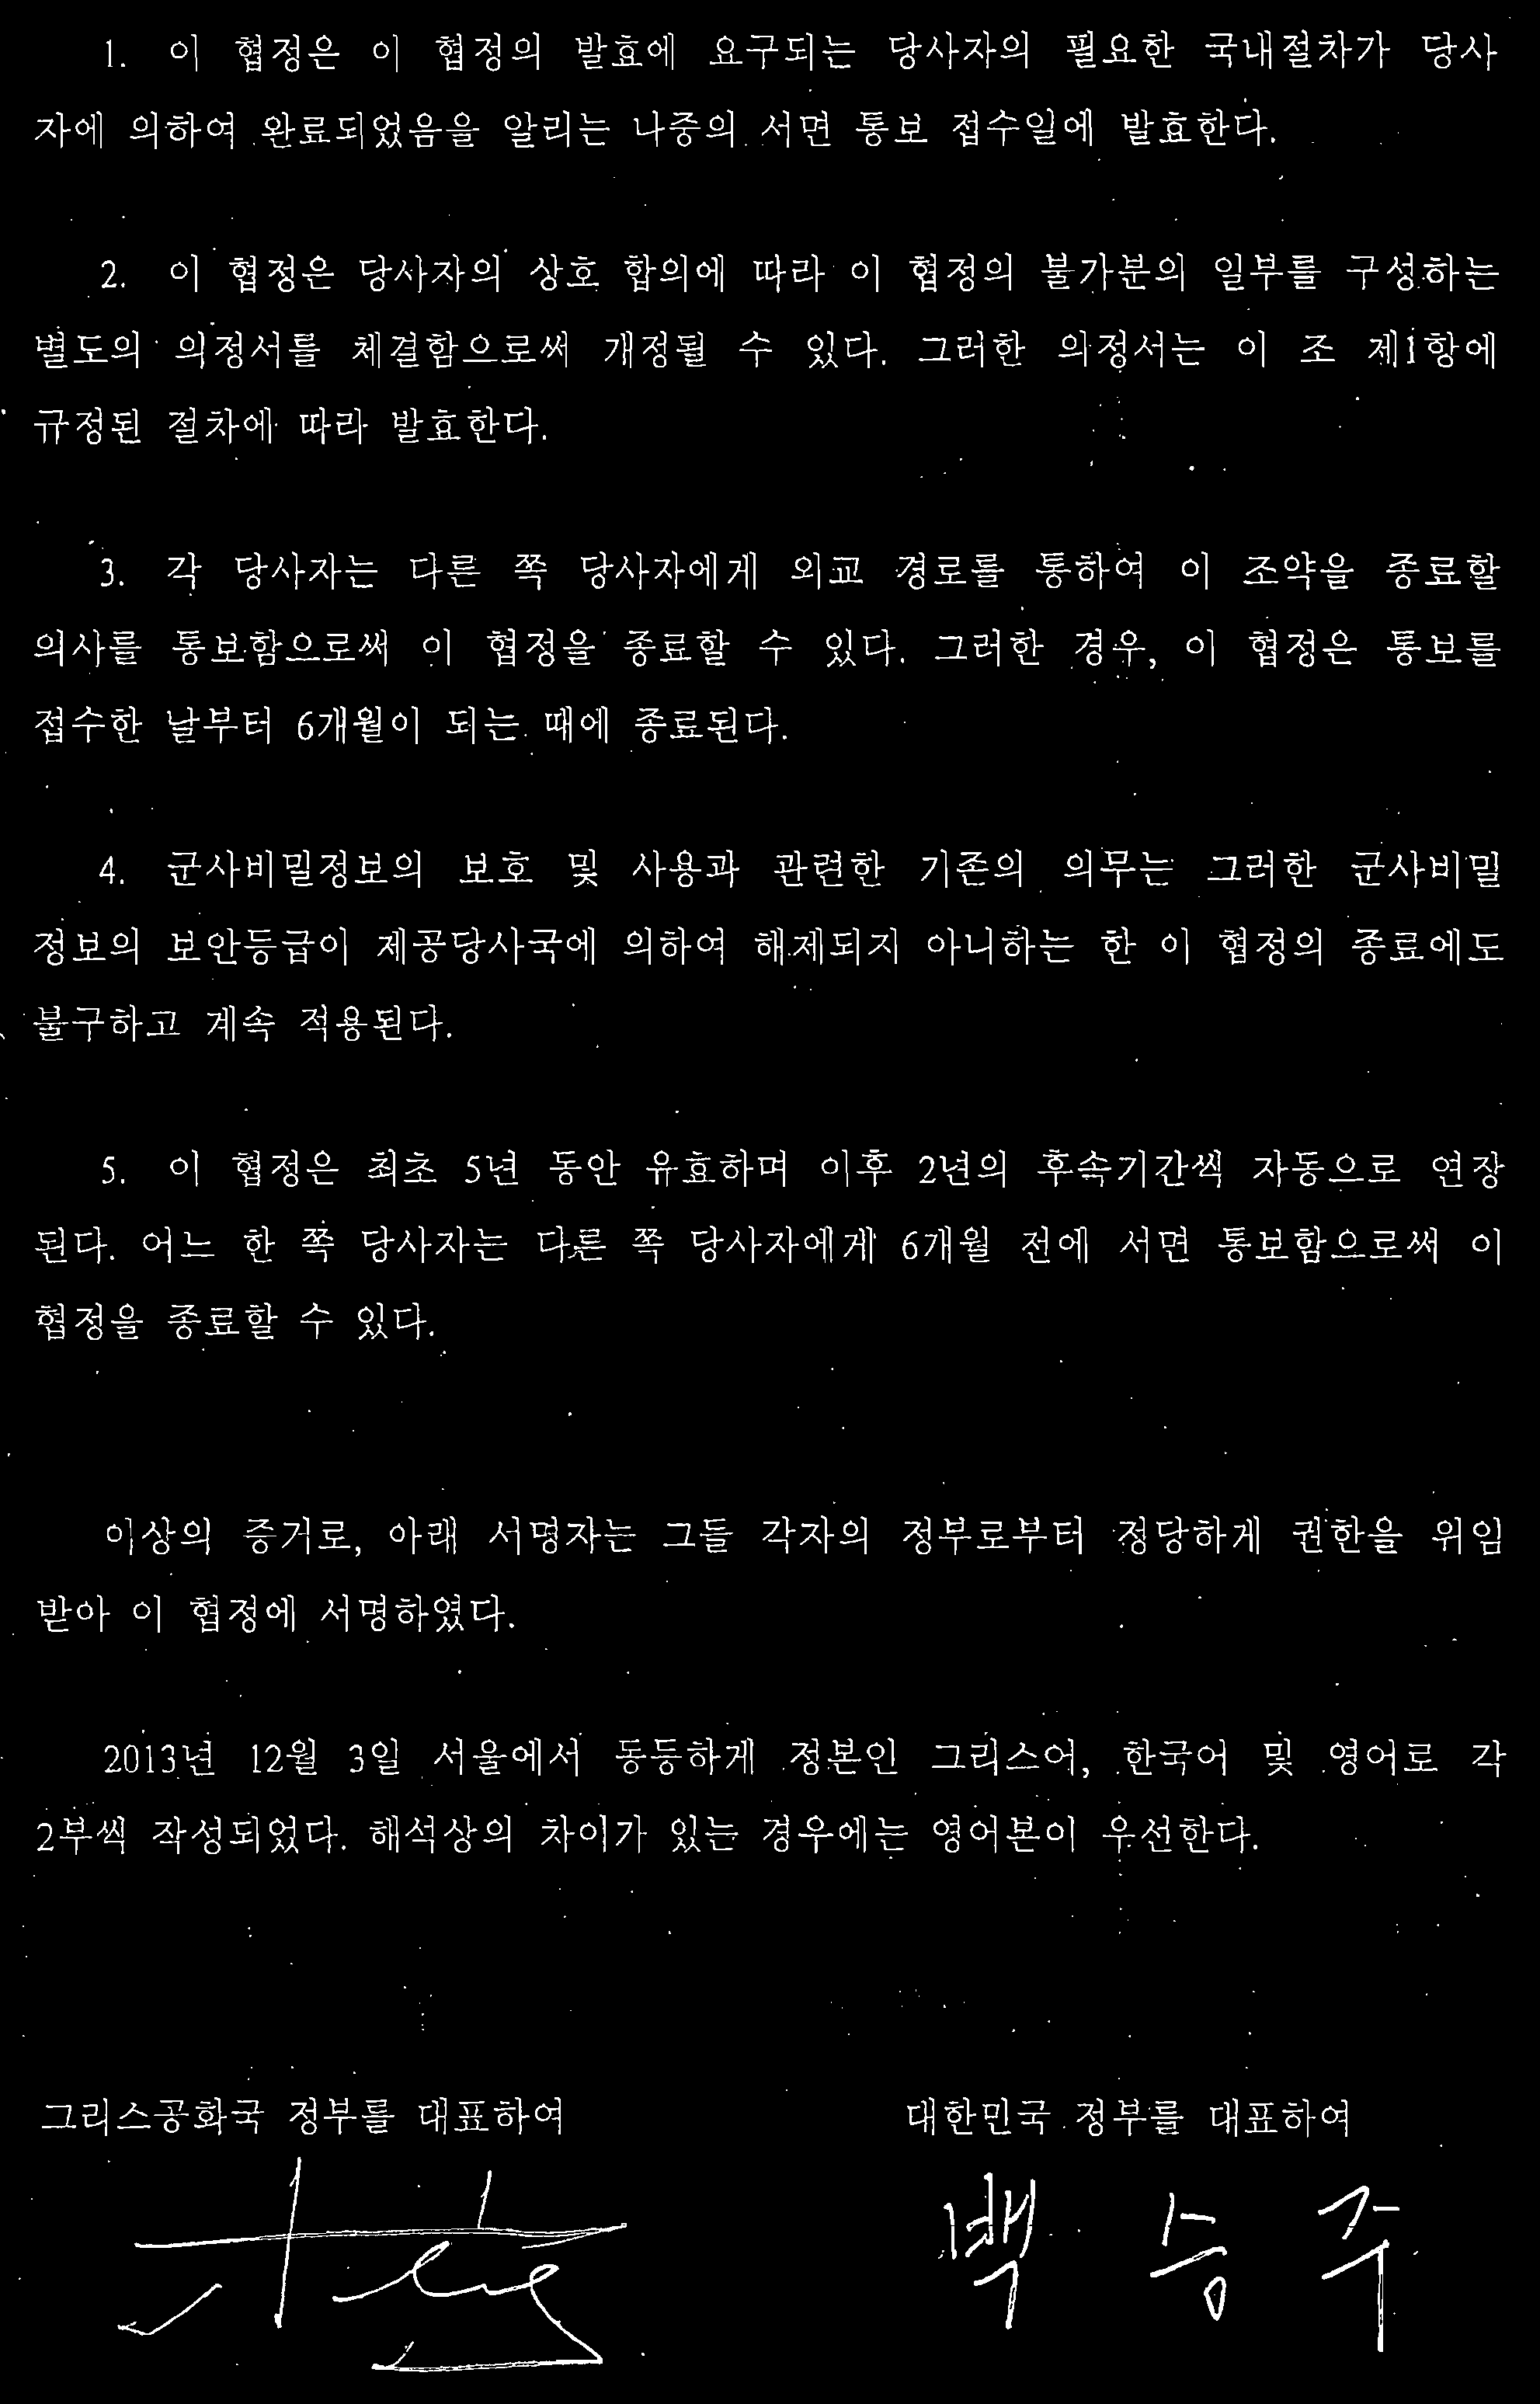 1. 이 협정은 이 협정의 발효에 요구되는 당사자의 필요한 국내절차가 당사
자에 의하여 완료되었음을 알리는 나중의 서면 통보 접수일에 발효한다.
2. 이 협정은 당사자의 상호 합의에 따라 이 협정의 불가분의 일부를 구성하는
별도의 의정서를 체결함으로써 개정될 수 있다. 그러한 의정서는 이 조 제1항에
규정된 절차에 따라 발효한다.
3. 각 당사자는 다른 쪽 당사자에게 외교 경로를 통하여 이 조약을 종료할
의사를 통보함으로써 이 협정을 종료할 수 있다. 그러한 경우, 이 협정은 통보를
접수한 날부터 6개월이 되는 때에 종료된다.
4. 군사비밀정보의 보호 및 사용과 관련한 기존의 의무는 그러한 군사비밀
정보의 보안등급이 제공당사국에 의하여 해제되지 아니하는 한 이 협정의 종료에도
불구하고 계속 적용된다.
5. 이 협정은 최초 5년 동안 유효하며 이후 2년의 후속기간씩 자동으로 연장
된다. 어느 한 쪽 당사자는 다른 쪽 당사자에게 6개월 전에 서면 통보함으로써 이
협정을 종료할 수 있다.
이상의 증거로, 아래 서명자는 그들 각자의 정부로부터 정당하게 권한을 위임
받아 이 협정에 서명하였다.
2013년 12월 3일 서울에서 동등하게 정본인 그리스어, 한국어 및 영어로 각
2부씩 작성되었다. 해석상의 차이가 있는 경우에는 영어본이 우선한다.
그리스공화국 정부를 대표하여 대한민국 정부를 대표하여
백승주